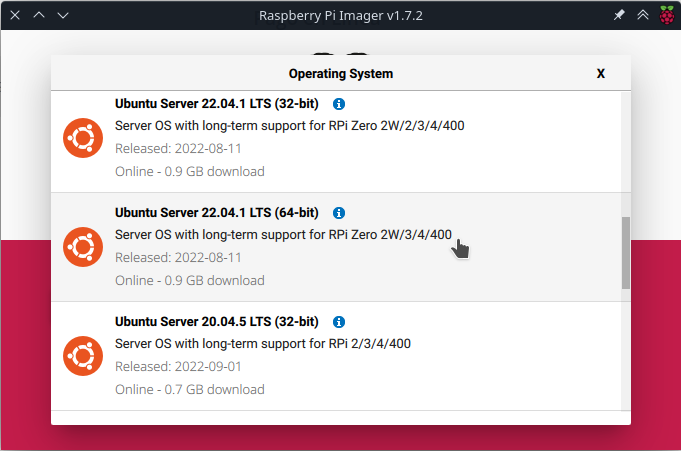 Raspberry Pi Imager v1.7.2
Operating System
X
Ubuntu Server 22.04.1 LTS (32-bit)
Server OS with long-term support for RPi Zero 2W/2/3/4/400
Released: 2022-08-11
Online - 0.9 GB download
Ubuntu Server 22.04.1 LTS (64-bit)
Server OS with long-term support for RPi Zero 2W/3/4/400
Released: 2022-08-11
Online - 0.9 GB download
Ubuntu Server 20.04.5 LTS (32-bit)
Server OS with long-term support for RPi 2/3/4/400
Released: 2022-09-01
Online - 0.7 GB download